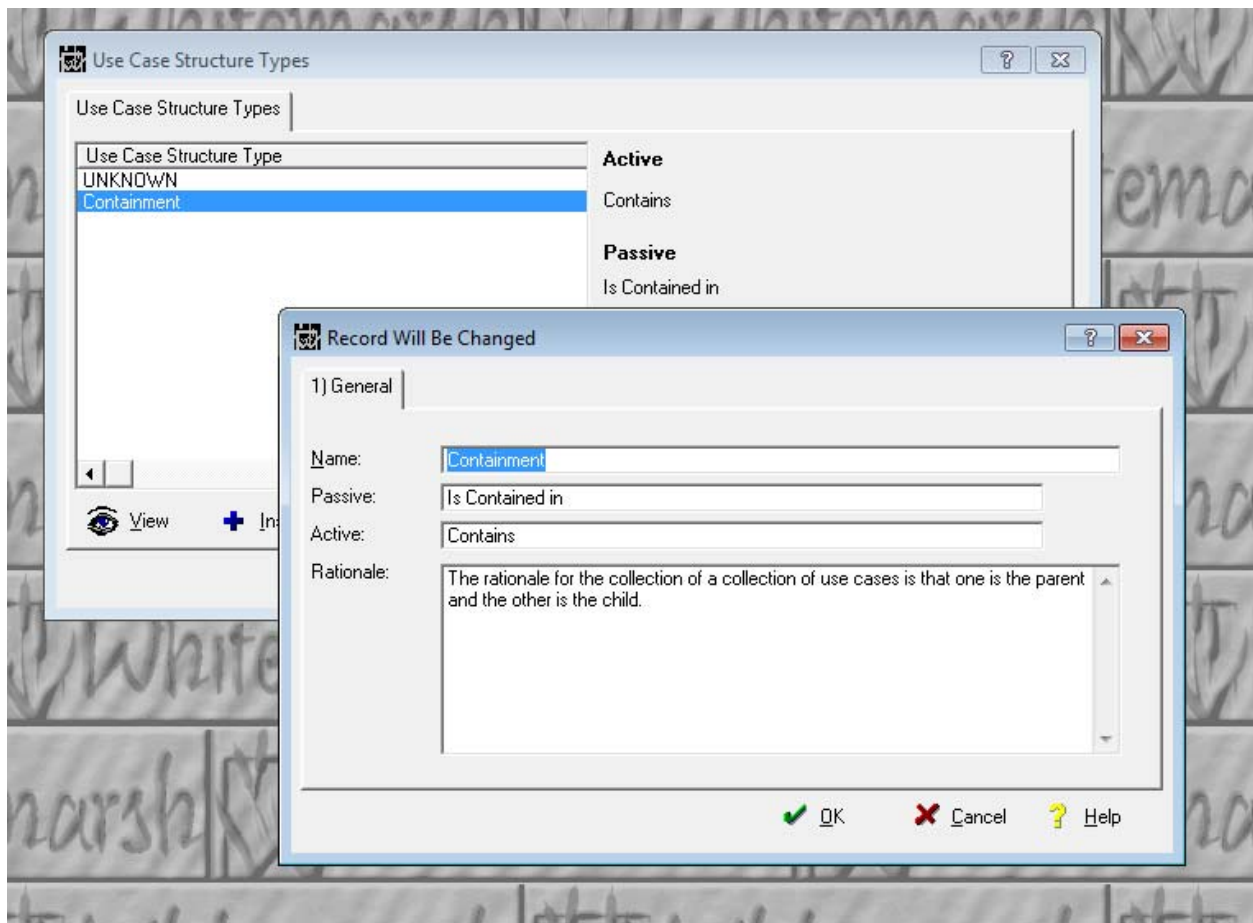 Use Case Structure Types
Use Case Structure Types
Use Case Structure Type
UNKNOWN
Containment
Active
Contains
Passive
Is Contained in
View
Record Will Be Changed
1) General
Name:
Containment
Passive:
Is Contained in
Active:
Contains
Rationale:
The rationale for the collection of a collection of use cases is that one is the parent
and the other is the child.
OK
Cancel
Help